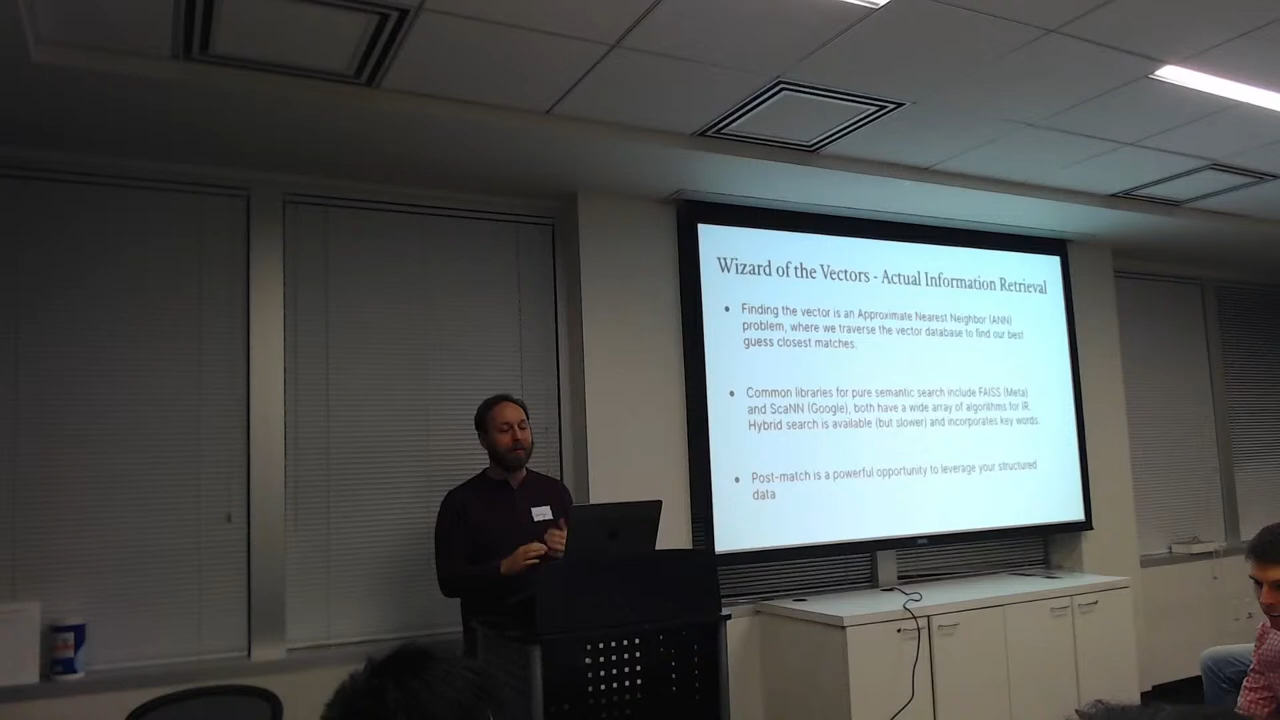 Wizard of the Vectors - Actual Information Retrieval
Finding the vector is an Approximate Nearest Neighbor (ANN)
problem, where we traverse the vector database to find our best
guess closest matches.
Common libraries for pure semantic search include FAISS (Meta)
and ScaNN (Google), both have a wide array of algorithms for IR.
Hybrid search is available (but slower) and incorporates key words.
Post-match is a powerful opportunity to leverage your structured
data